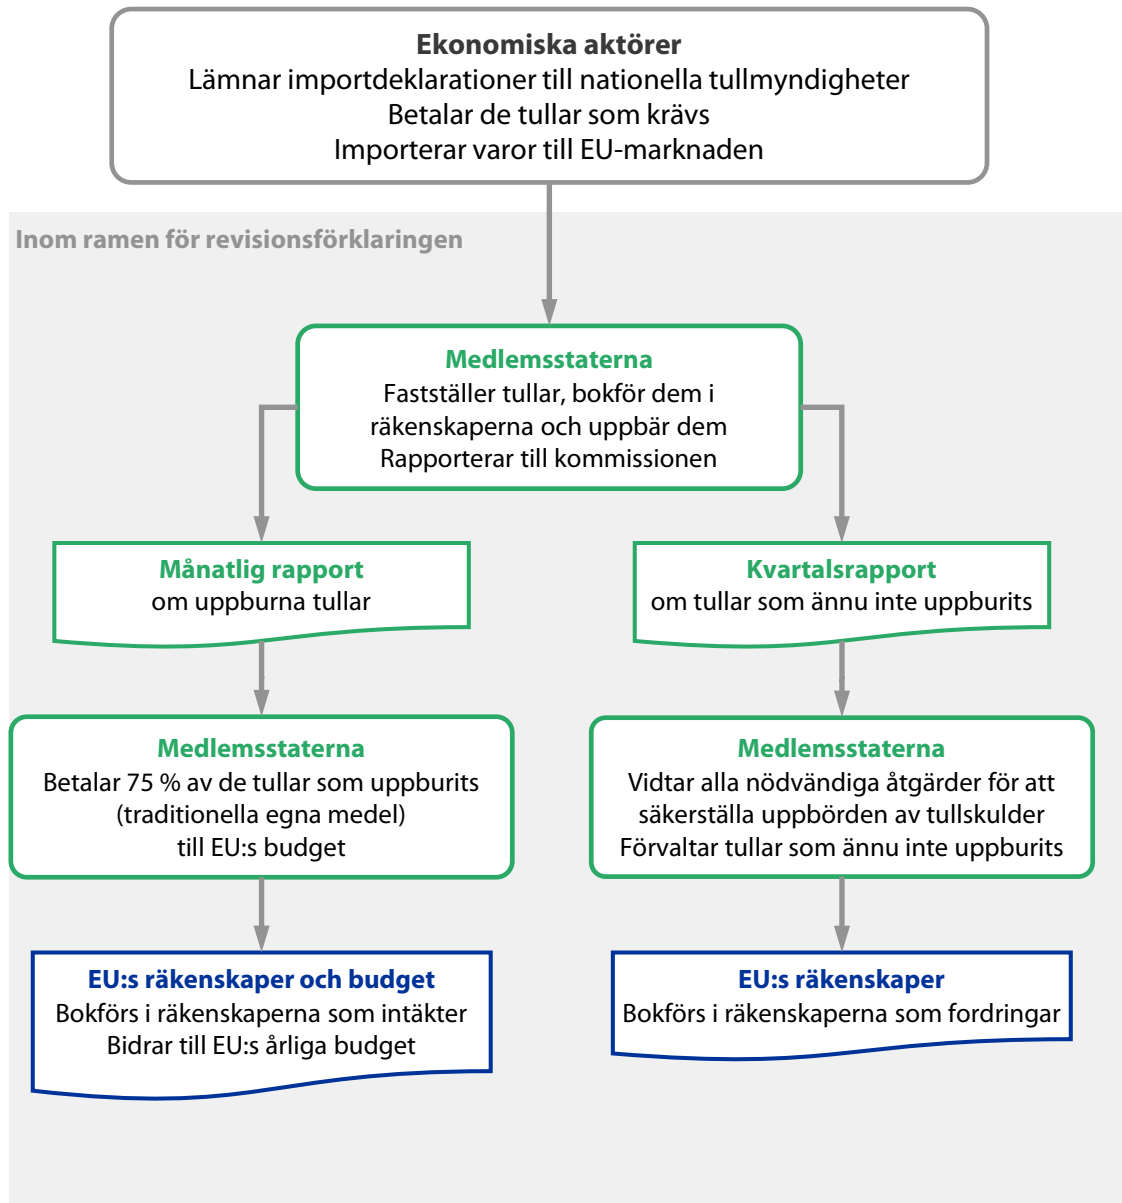 Ekonomiska aktörer
Lämnar importdeklarationer till nationella tullmyndigheter
Betalar de tullar som krävs
Importerar varor till EU-marknaden
Inom ramen för revisionsförklaringen
Medlemsstaterna
Fastställer tullar, bokför dem i
räkenskaperna och uppbär dem
Rapporterar till kommissionen
Månatlig rapport
om uppburna tullar
Kvartalsrapport
om tullar som ännu inte uppburits
Medlemsstaterna
Betalar 75 % av de tullar som uppburits
(traditionella egna medel)
till EU:s budget
Medlemsstaterna
Vidtar alla nödvändiga åtgärder för att
säkerställa uppbörden av tullskulder
Förvaltar tullar som ännu inte uppburits
EU:s räkenskaper och budget
Bokförs i räkenskaperna som intäkter
Bidrar till EU:s årliga budget
EU:s räkenskaper
Bokförs i räkenskaperna som fordringar